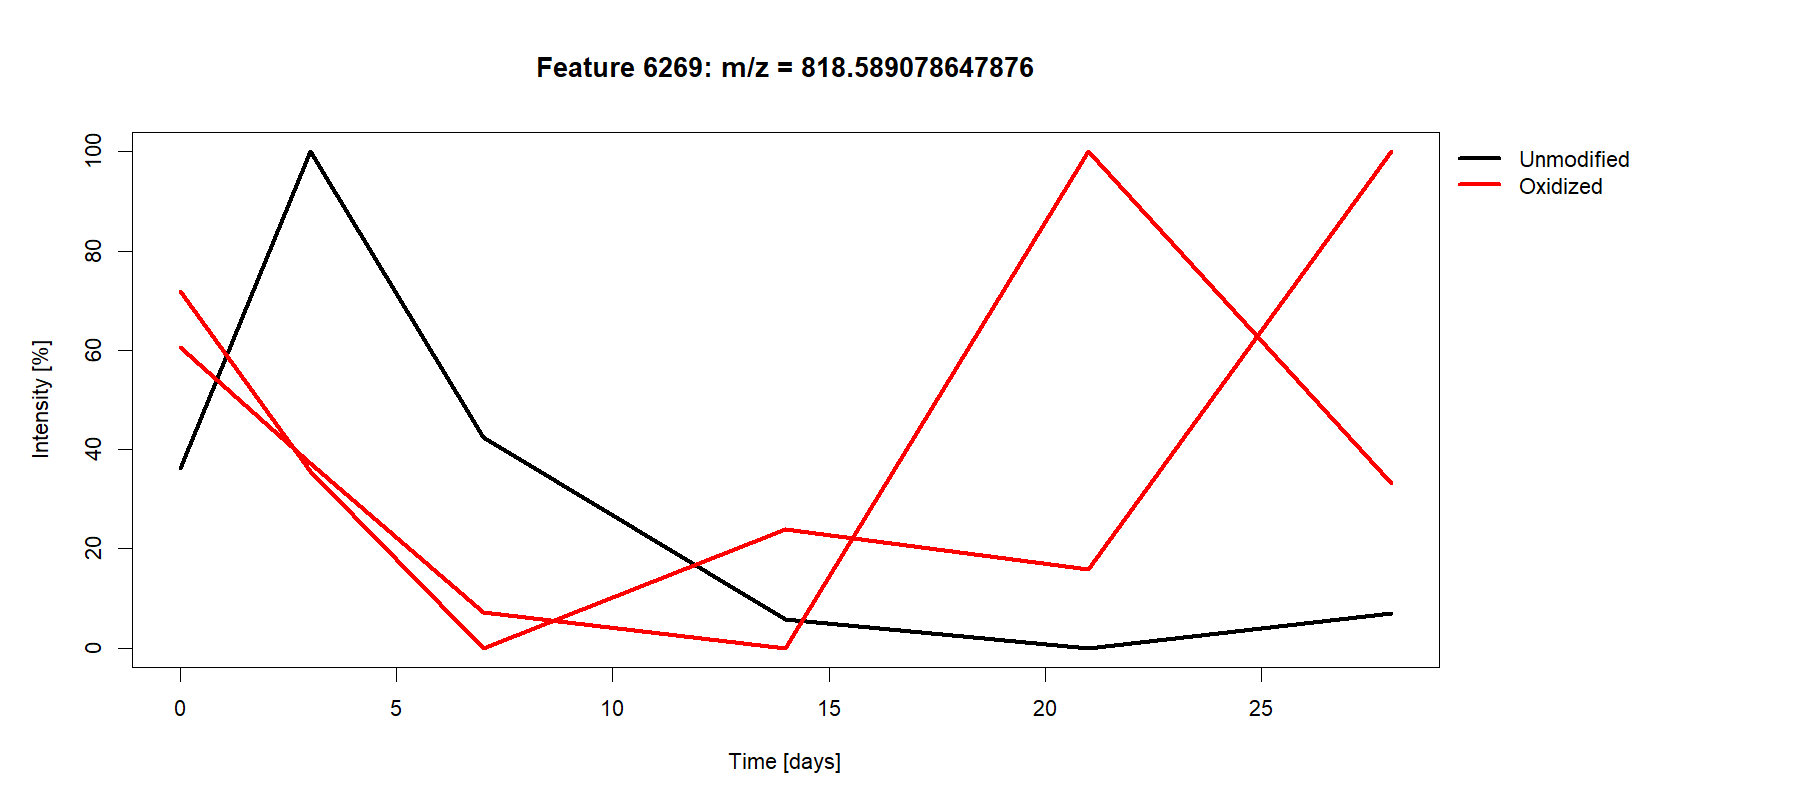 Feature 6269: m/z = 818.589078647876
Unmodified
Oxidized
Intensity [%]
100
80
60
40
20
0
0 5 10 15 20 25
Time [days]